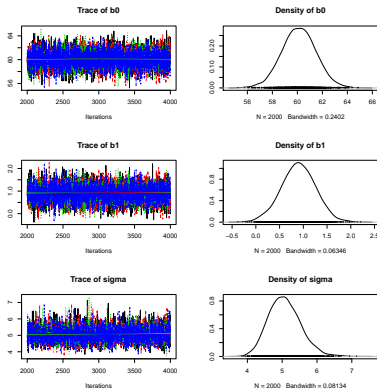 Trace of b0
56 60 64
2000 2500 3000 3500 4000
Iterations
Density of b0
0.00 0.10 0.20
56 58 60 62 64 66
N = 2000 Bandwidth = 0.2402
Trace of b1
0.0 1.0 2.0
2000 2500 3000 3500 4000
Iterations
Density of b1
0.0 0.4 0.8
-0.5 0.0 0.5 1.0 1.5 2.0 2.5
N = 2000 Bandwidth = 0.06346
Trace of sigma
4 5 6 7
2000 2500 3000 3500 4000
Iterations
Density of sigma
0.0 0.4 0.8
4 5 6 7
N = 2000 Bandwidth = 0.08134